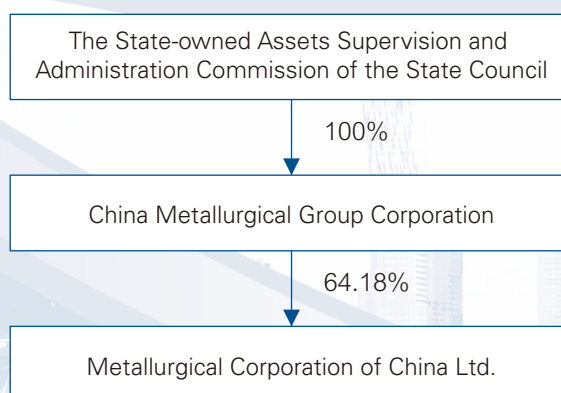 The State-owned Assets Supervision and
Administration Commission of the State Council
100%
China Metallurgical Group Corporation
64.18%
Metallurgical Corporation of China Ltd.